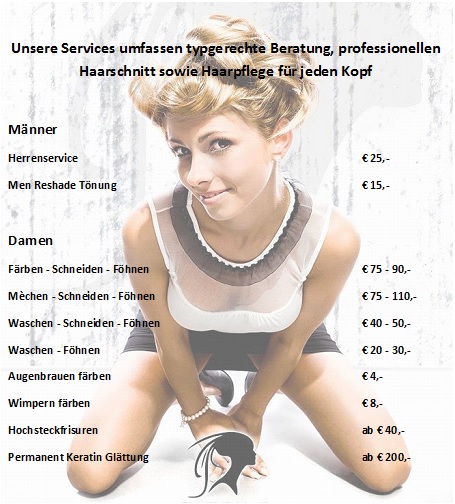 Unsere Services umfassen typgerechte Beratung, professionellen
Haarschnitt sowie Haarpflege für jeden Kopf
Männer
Herrenservice € 25,-
Men Reshade Tönung € 15,-
Damen
Färben - Schneiden - Föhnen € 75 - 90,-
Mèchen - Schneiden - Föhnen € 75 - 110,-
Waschen - Schneiden - Föhnen € 40 - 50,-
Waschen - Föhnen € 20 - 30,-
Augenbrauen färben € 4,-
Wimpern färben € 8,-
Hochsteckfrisuren ab € 40,-
Permanent Keratin Glättung ab € 200,-